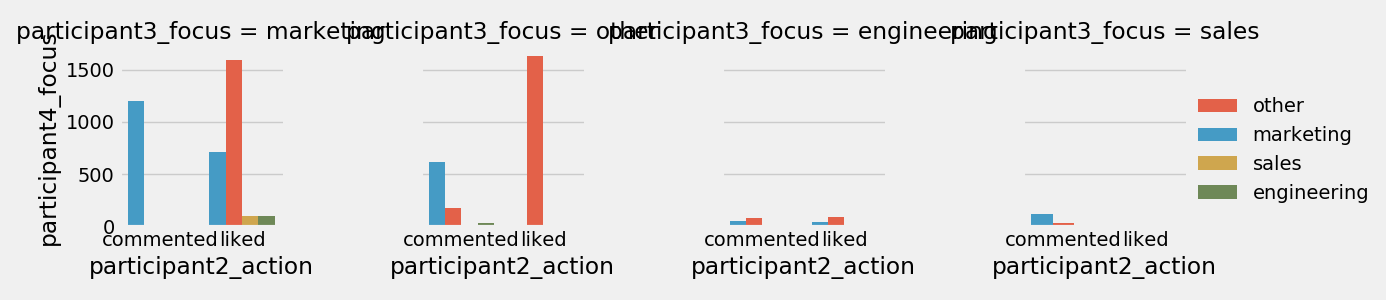 participant3_focus = marketing
participant3_focus = other
participant3_focus = engineering
participant3_focus = sales
participant4_focus
1500
1000
500
0
commented liked
commented liked
commented liked
commented liked
participant2_action
participant2_action
participant2_action
participant2_action
other
marketing
sales
engineering